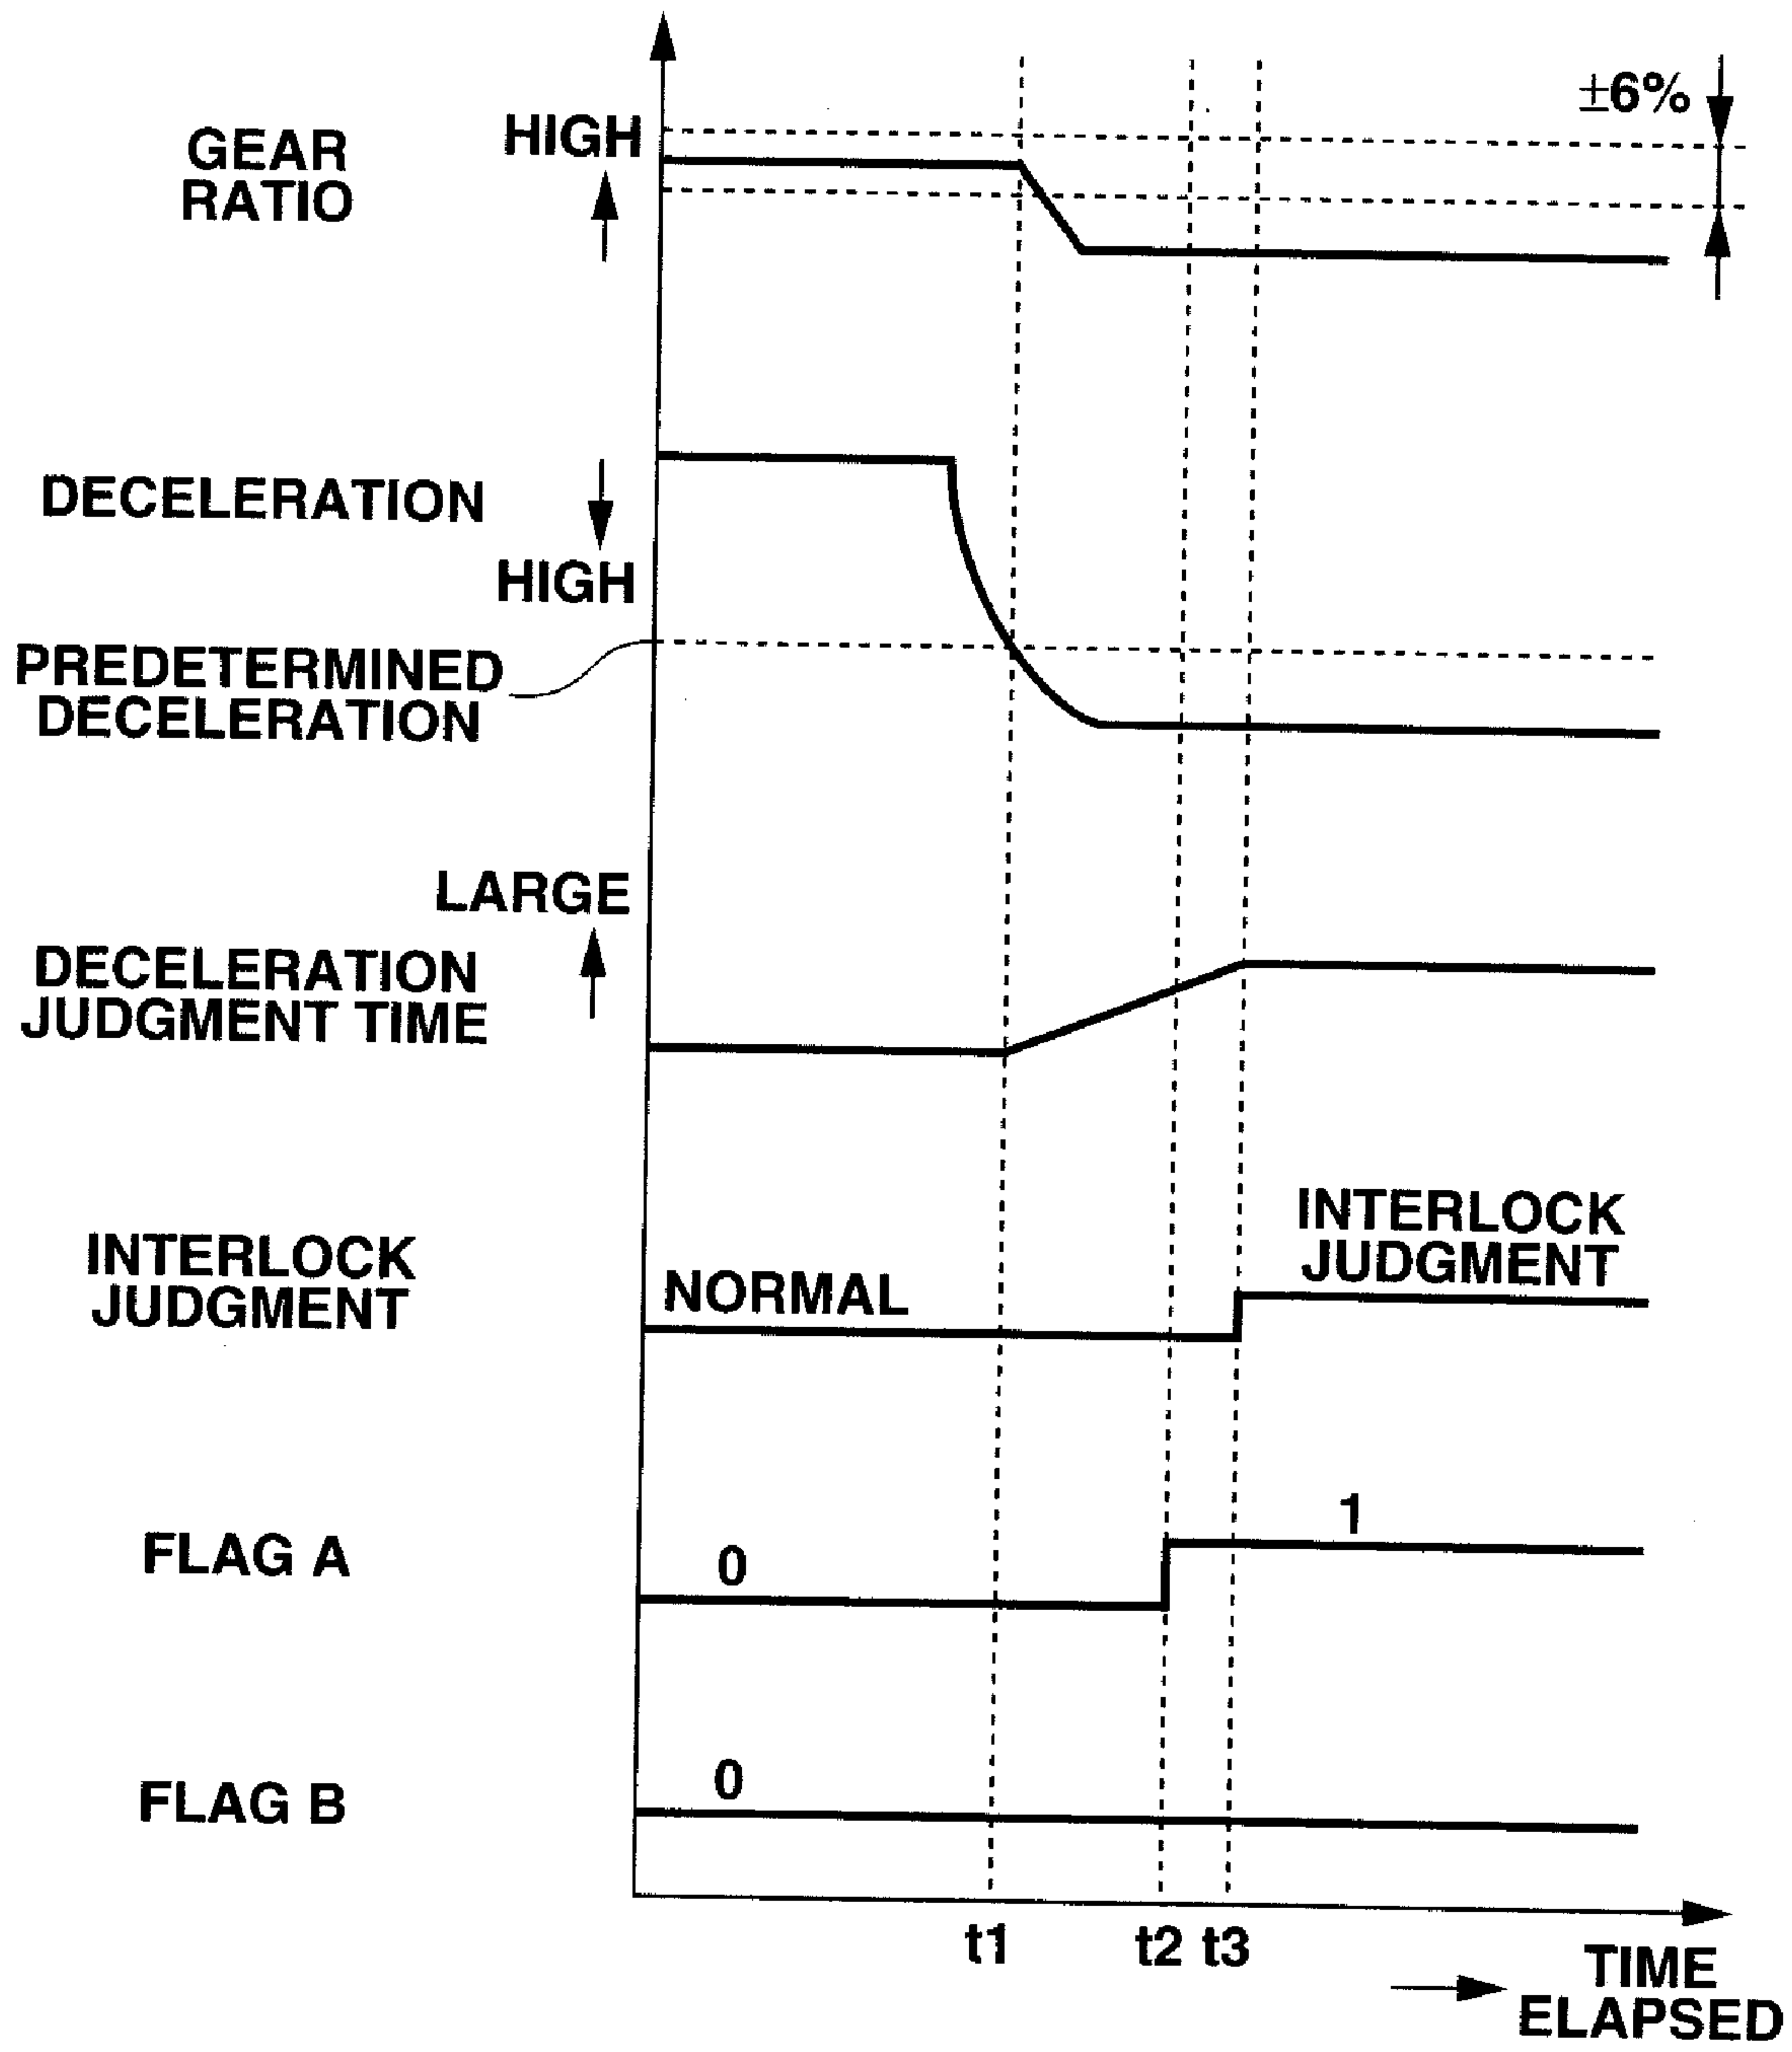 ±6%
HIGH
GEAR
RATIO
DECELERATION
HIGH
PREDETERMINED
DECELERATION
LARGE
DECELERATION
JUDGMENT TIME
INTERLOCK
JUDGMENT
NORMAL
INTERLOCK
JUDGMENT
FLAG A
0
1
FLAG B
0
t1
t2
t3
TIME
ELAPSED